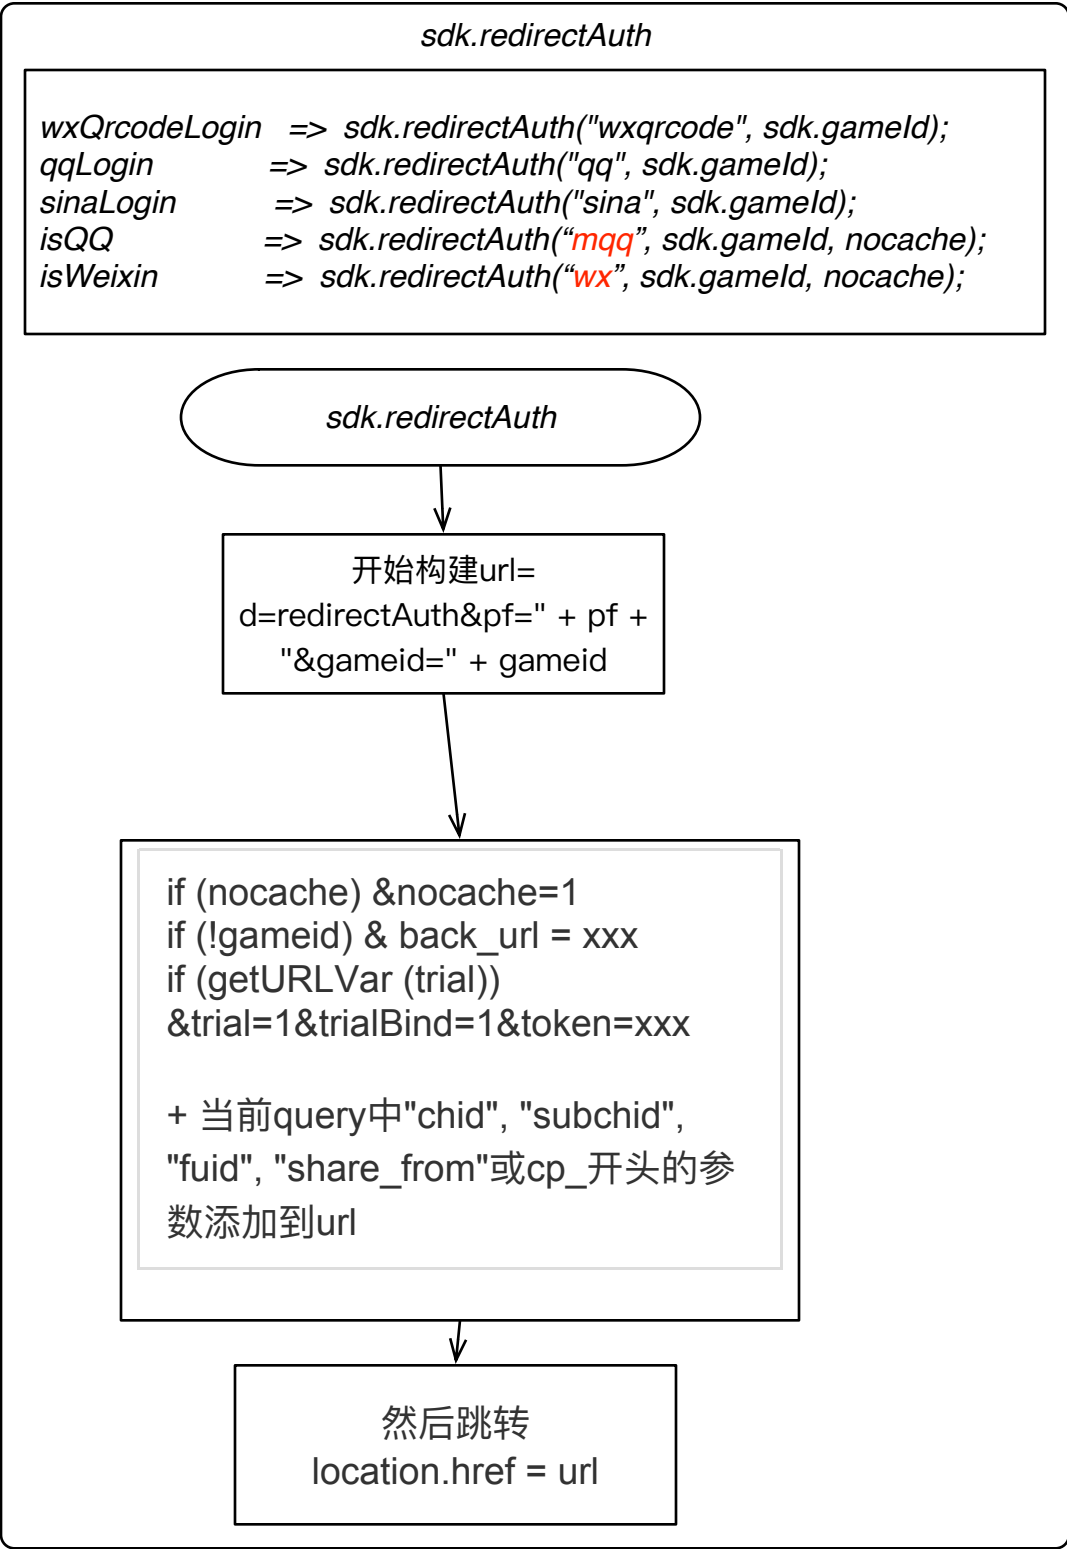 sdk.redirectAuth
wxQrcodeLogin => sdk.redirectAuth("wxqrcode", sdk.gameId);
qqLogin => sdk.redirectAuth("qq", sdk.gameId);
sinaLogin => sdk.redirectAuth("sina", sdk.gameId);
isQQ => sdk.redirectAuth(“mqq”, sdk.gameId, nocache);
isWeixin => sdk.redirectAuth(“wx”, sdk.gameId, nocache);
sdk.redirectAuth
开始构建url=
d=redirectAuth&pf=" + pf +
"&gameid=" + gameid
if (nocache) &nocache=1
if (!gameid) & back_url = xxx
if (getURLVar (trial))
&trial=1&trialBind=1&token=xxx
+ 当前query中"chid", "subchid",
"fuid", "share_from"或cp_开头的参
数添加到url
然后跳转
location.href = url